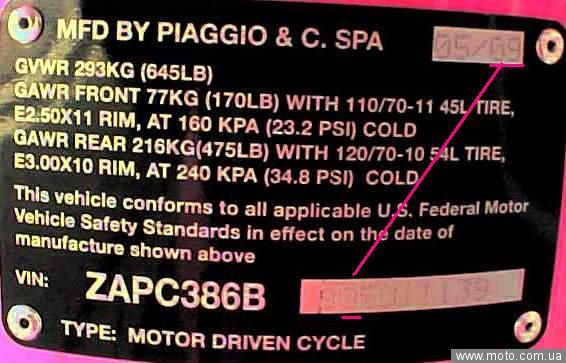 MFD BY PIAGGIO & C. SPA 05/09
GVWR 293KG (645LB)
GAWR FRONT 77KG (170LB) WITH 110/70-11 45L TIRE,
E2.50X11 RIM, AT 160 KPA (23.2 PSI) COLD
GAWR REAR 216KG(475LB) WITH 120/70-10 54L TIRE,
E3.00X10 RIM, AT 240 KPA (34.8 PSI) COLD
This vehicle conforms to all applicable U.S. Federal Motor
Vehicle Safety Standards in effect on the date of
manufacture shown above
VIN: ZAPC386B
TYPE: MOTOR DRIVEN CYCLE
www.moto.com.ua